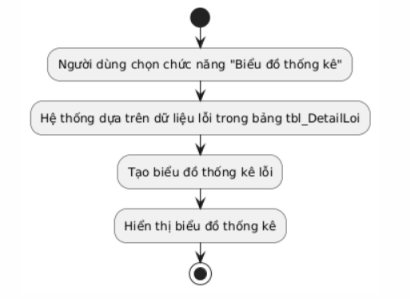 Người dùng chọn chức năng "Biểu đồ thống kê"
Hệ thống dựa trên dữ liệu lỗi trong bảng tbl_DetailLoi
Tạo biểu đồ thống kê lỗi
Hiển thị biểu đồ thống kê